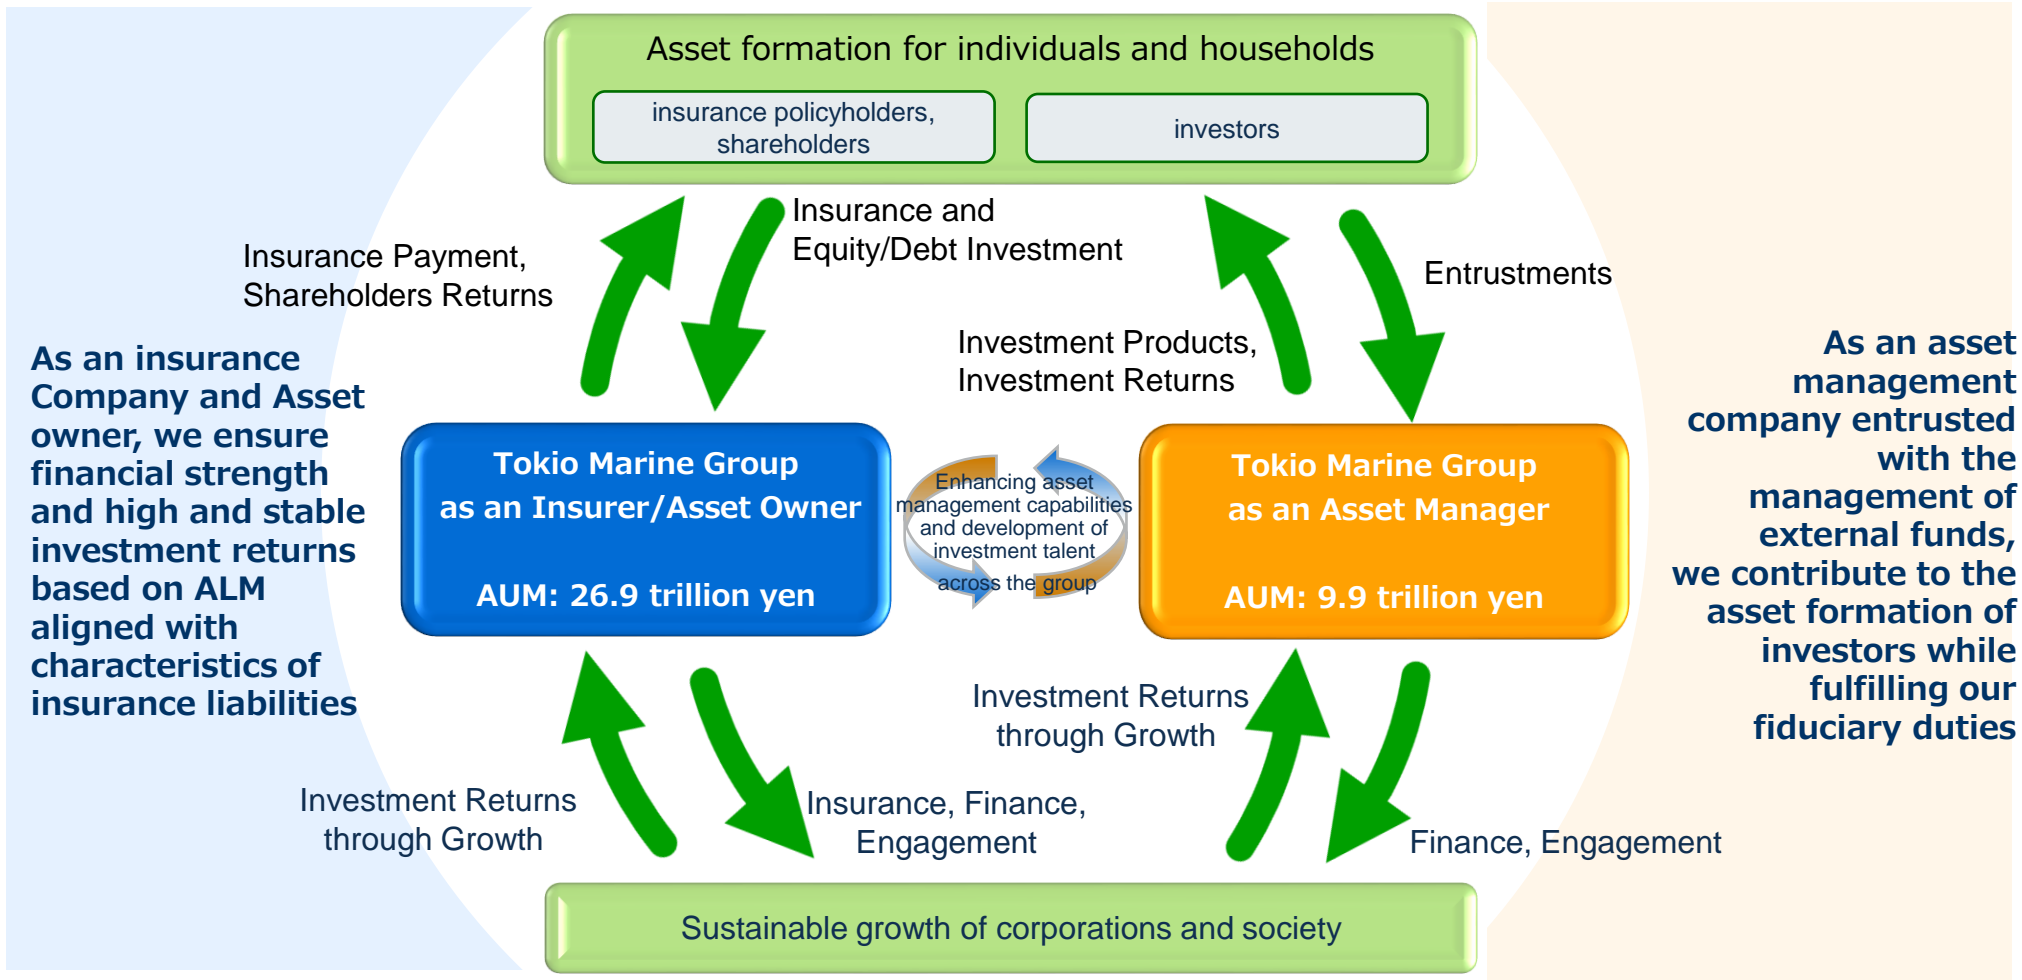 Asset formation for individuals and households
insurance policyholders,
shareholders
investors
Insurance Payment,
Shareholders Returns
Insurance and
Equity/Debt Investment
Investment Products,
Investment Returns
Entrustments
As an insurance
Company and Asset
owner, we ensure
financial strength
and high and stable
investment returns
based on ALM
aligned with
characteristics of
insurance liabilities
Tokio Marine Group
as an Insurer/Asset Owner
AUM: 26.9 trillion yen
Enhancing asset
management capabilities
and development of
investment talent
across the group
Tokio Marine Group
as an Asset Manager
AUM: 9.9 trillion yen
As an asset
management
company entrusted
with the
management of
external funds,
we contribute to the
asset formation of
investors while
fulfilling our
fiduciary duties
Investment Returns
through Growth
Insurance, Finance,
Engagement
Investment Returns
through Growth
Finance, Engagement
Sustainable growth of corporations and society